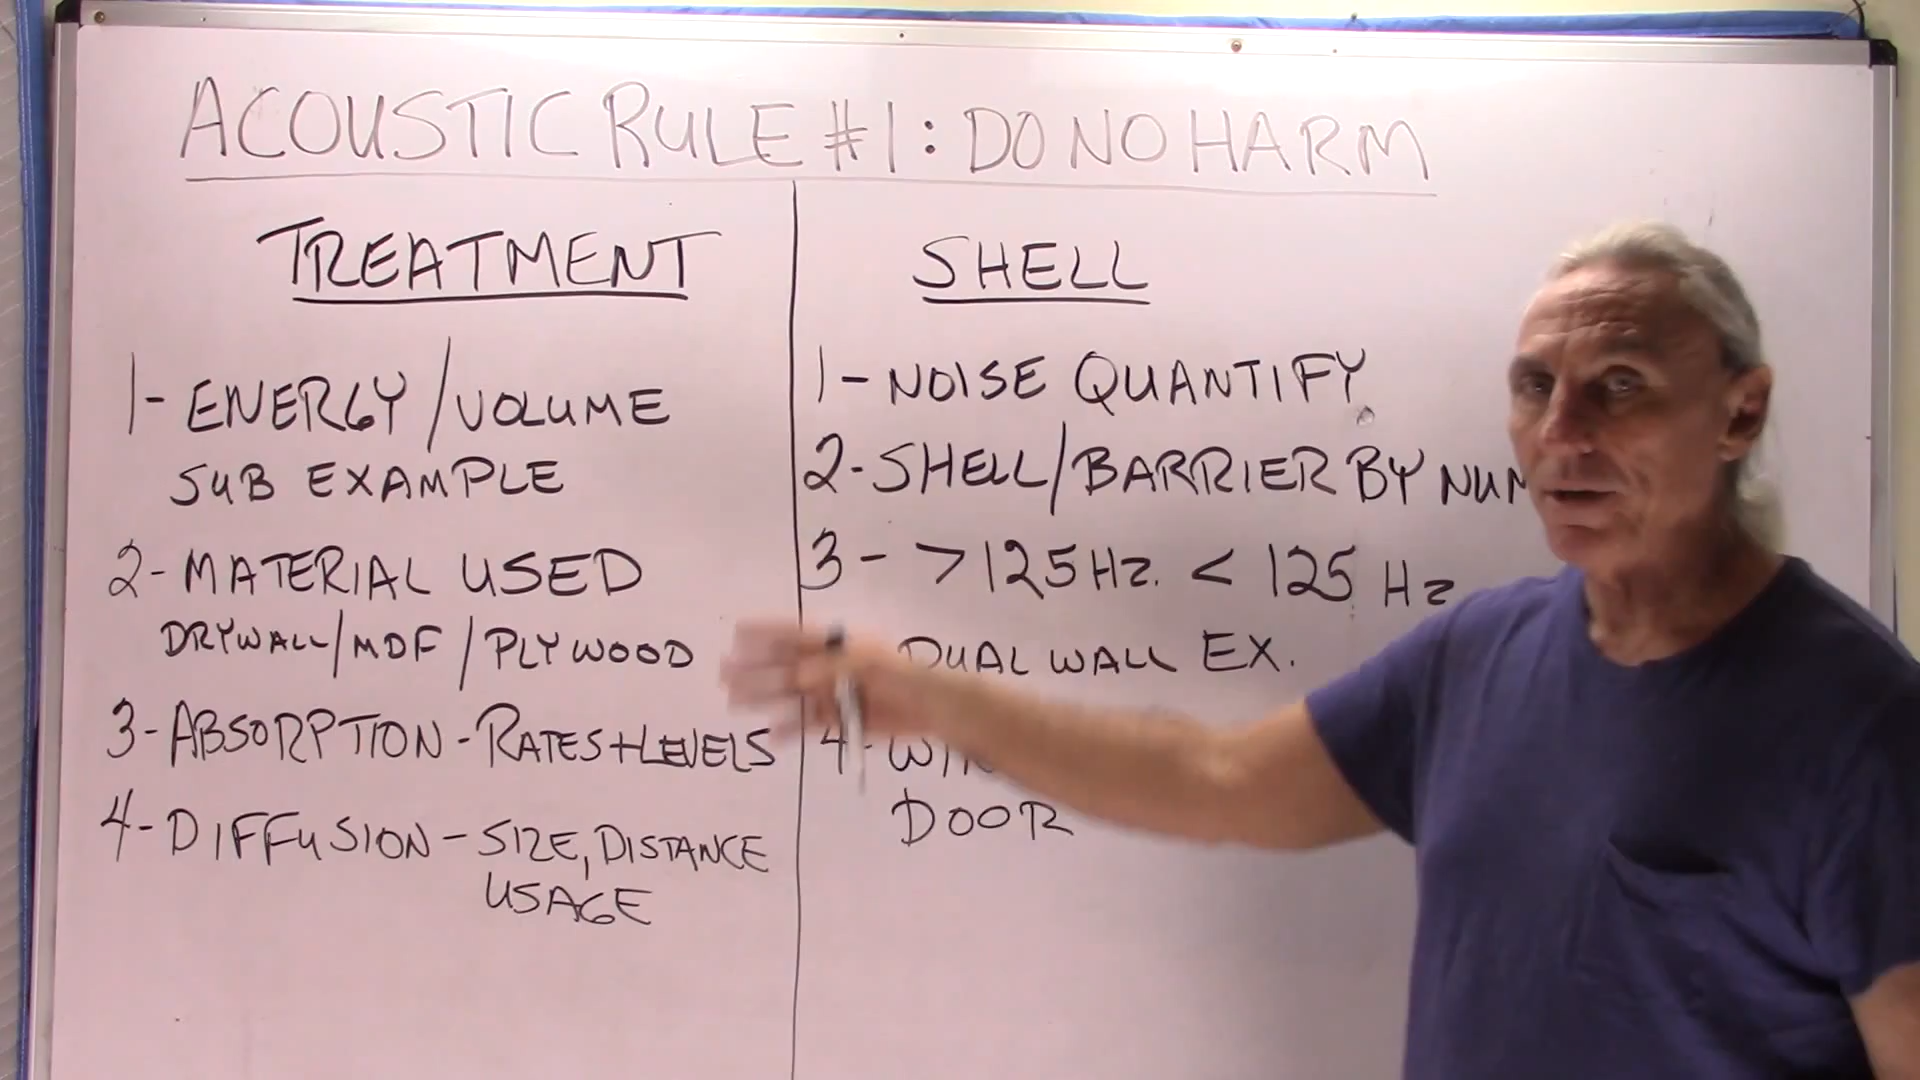 ACOUSTIC RULE #1: DO NO HARM
TREATMENT
1- ENERGY/VOLUME
SUB EXAMPLE
2- MATERIAL USED
DRYWALL/MDF/PLYWOOD
3- ABSORPTION - RATES + LEVELS
4- DIFFUSION - SIZE, DISTANCE
USAGE
SHELL
1- NOISE QUANTIFY
2- SHELL/BARRIER BY
3- >125Hz. <125 Hz
DUAL WALL EX.
4-
DOOR